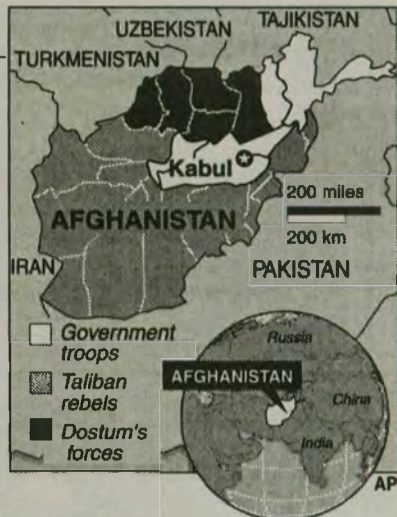 UZBEKISTAN
TAJIKISTAN
TURKMENISTAN
Kabul
AFGHANISTAN
200 miles
200 km
IRAN
PAKISTAN
Government
troops
Taliban
rebels
Dostum's
forces
Russia
AFGHANISTAN
China
India
AP